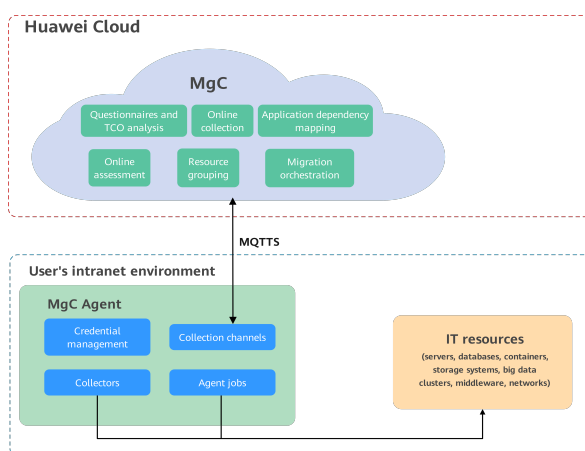 Huawei Cloud
MgC
Questionnaires and
TCO analysis
Online
collection
Application dependency
mapping
Online
assessment
Resource
grouping
Migration
orchestration
MQTTS
User's intranet environment
MgC Agent
Credential
management
Collection channels
Collectors
Agent jobs
IT resources
(servers, databases, containers,
storage systems, big data
clusters, middleware, networks)